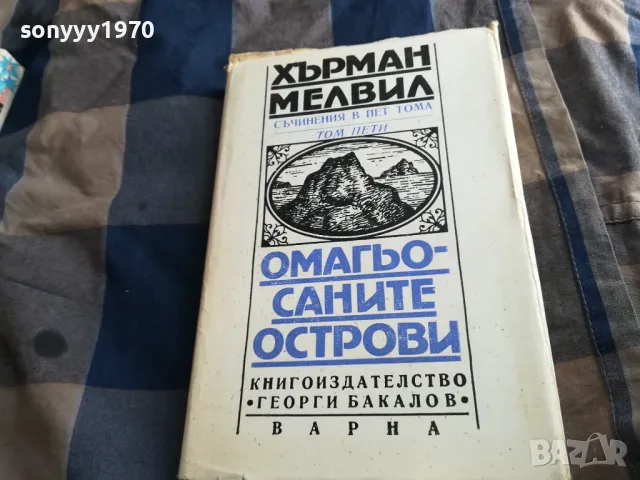 sonyyy1970
ХЪРМАН
МЕЛВИЛ
СЪЧИНЕНИЯ В ПЕТ ТОМА
ТОМ ПЕТИ
ОМАГЬО-
САНИТЕ
ОСТРОВИ
КНИГОИЗДАТЕЛСТВО
•ГЕОРГИ БАКАЛОВ•
ВАРНА
BAZAR